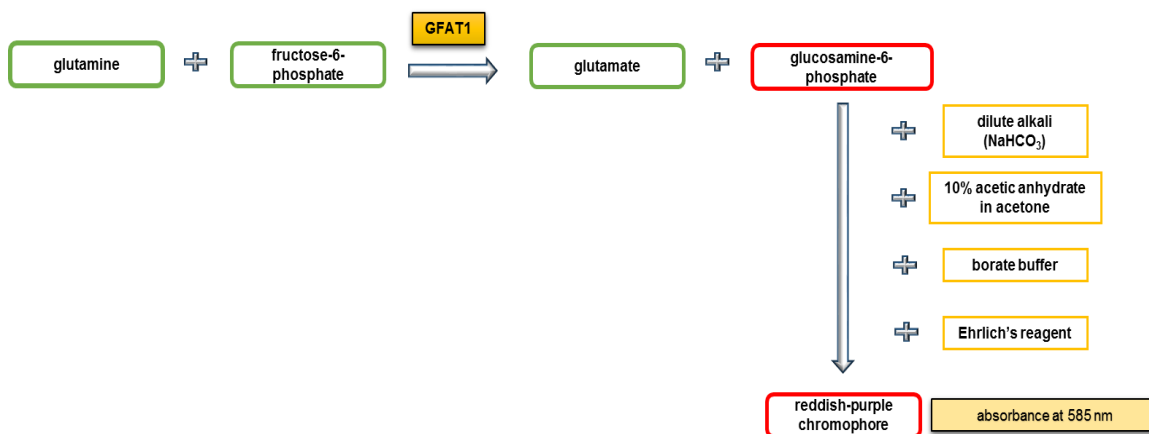 GFAT1
glutamine
fructose-6-
phosphate
glutamate
glucosamine-6-
phosphate
dilute alkali
(NaHCO₃)
10% acetic anhydrate
in acetone
borate buffer
Ehrlich's reagent
reddish-purple
chromophore
absorbance at 585 nm